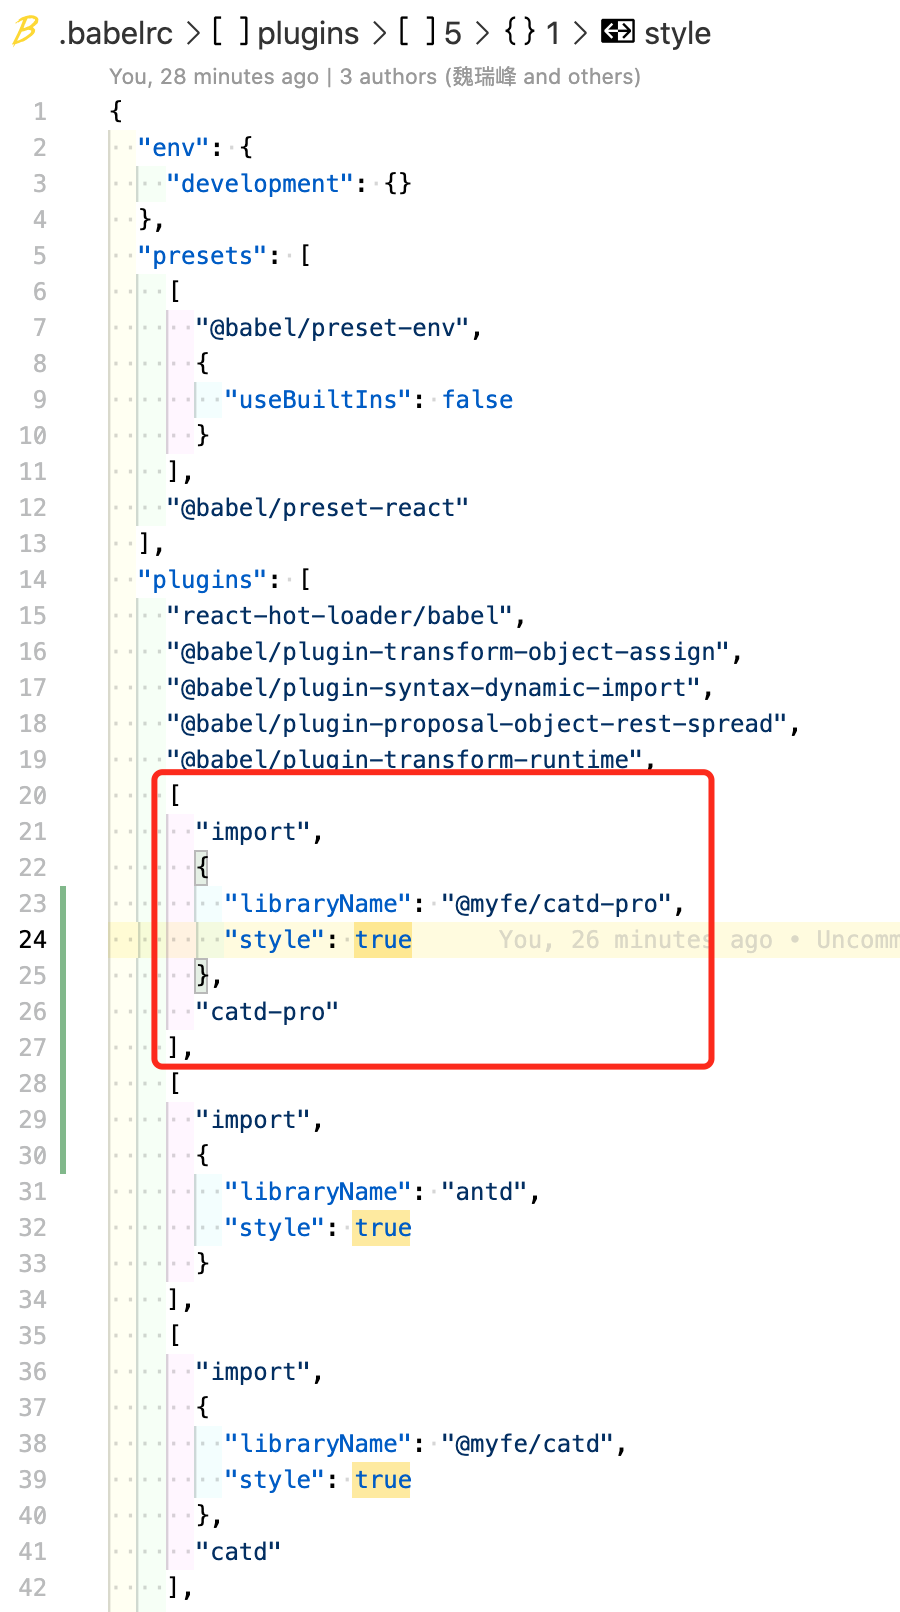 .babelrc > [ ] plugins > [ ] 5 > {} 1 > style
You, 28 minutes ago | 3 authors (魏瑞峰 and others)
1 {
2 "env": {
3 "development": {}
4 },
5 "presets": [
6 [
7 "@babel/preset-env",
8 {
9 "useBuiltIns": false
10 }
11 ],
12 "@babel/preset-react"
13 ],
14 "plugins": [
15 "react-hot-loader/babel",
16 "@babel/plugin-transform-object-assign",
17 "@babel/plugin-syntax-dynamic-import",
18 "@babel/plugin-proposal-object-rest-spread",
19 "@babel/plugin-transform-runtime",
20 [
21 "import",
22 {
23 "libraryName": "@myfe/catd-pro",
24 "style": true You, 26 minutes ago • Uncomm
25 },
26 "catd-pro"
27 ],
28 [
29 "import",
30 {
31 "libraryName": "antd",
32 "style": true
33 }
34 ],
35 [
36 "import",
37 {
38 "libraryName": "@myfe/catd",
39 "style": true
40 },
41 "catd"
42 ],